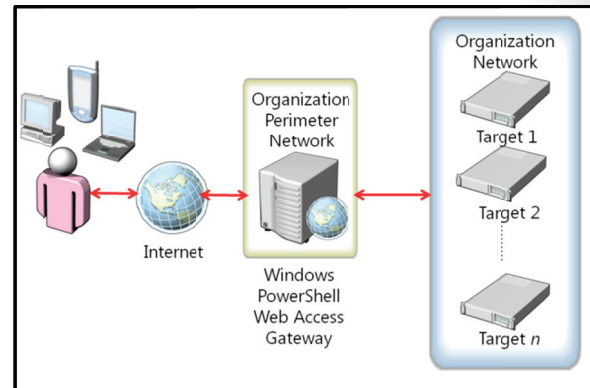 Internet
Organization
Perimeter
Network
Windows
PowerShell
Web Access
Gateway
Organization
Network
Target 1
Target 2
Target n